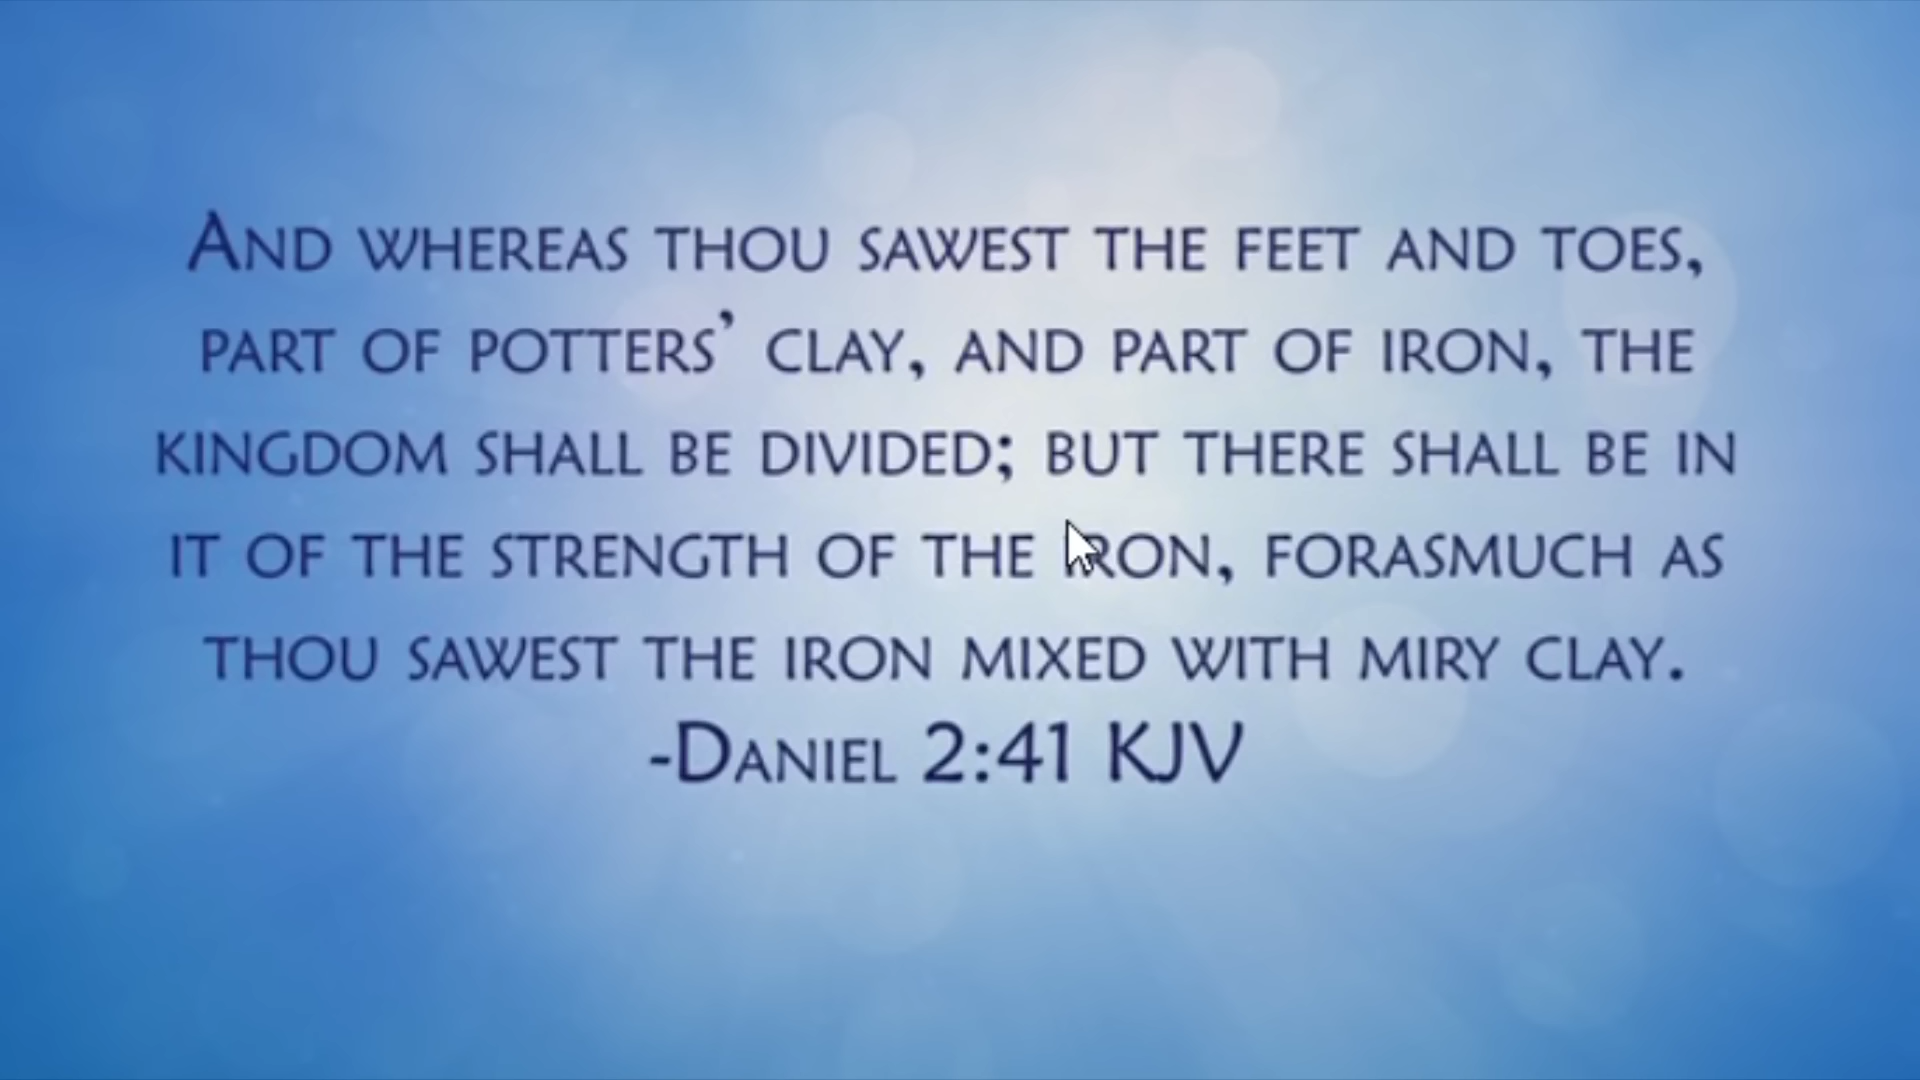 And whereas thou sawest the feet and toes,
part of potters’ clay, and part of iron, the
kingdom shall be divided; but there shall be in
it of the strength of the iron, forasmuch as
thou sawest the iron mixed with miry clay.
-Daniel 2:41 KJV